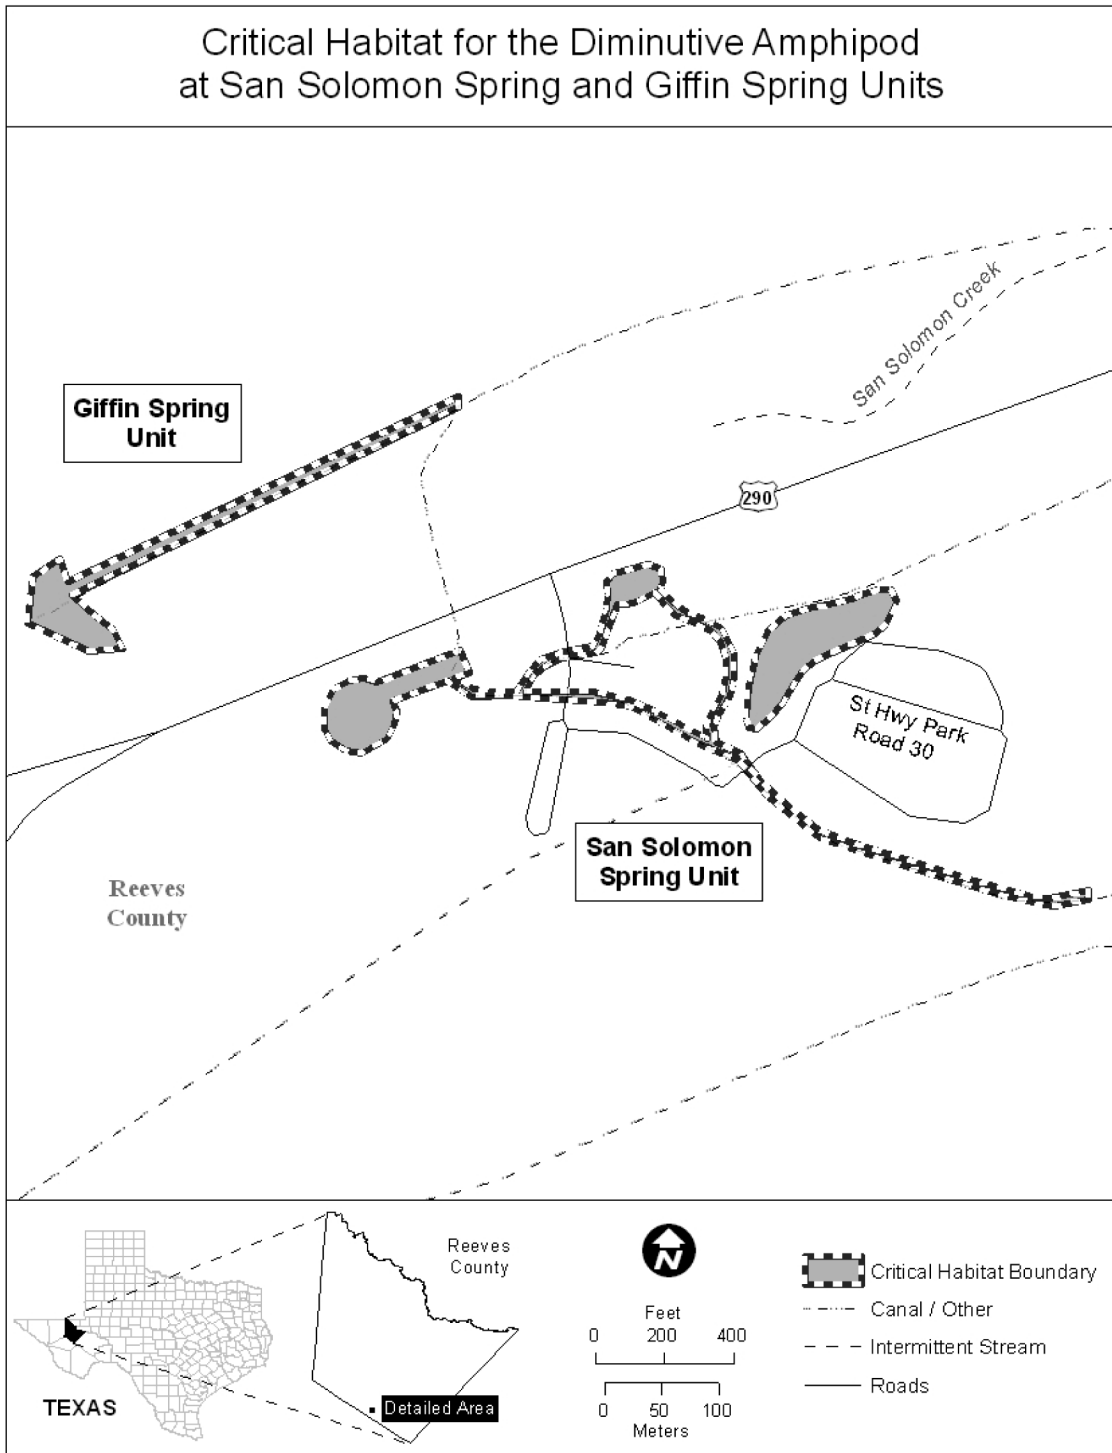 Critical Habitat for the Diminutive Amphipod
at San Solomon Spring and Giffin Spring Units
San Solomon Creek
Giffin Spring
Unit
290
St Hwy Park
Road 30
San Solomon
Spring Unit
Reeves
County
TEXAS
Reeves
County
Detailed Area
N
Feet
0 200 400
0 50 100
Meters
Critical Habitat Boundary
Canal / Other
Intermittent Stream
Roads